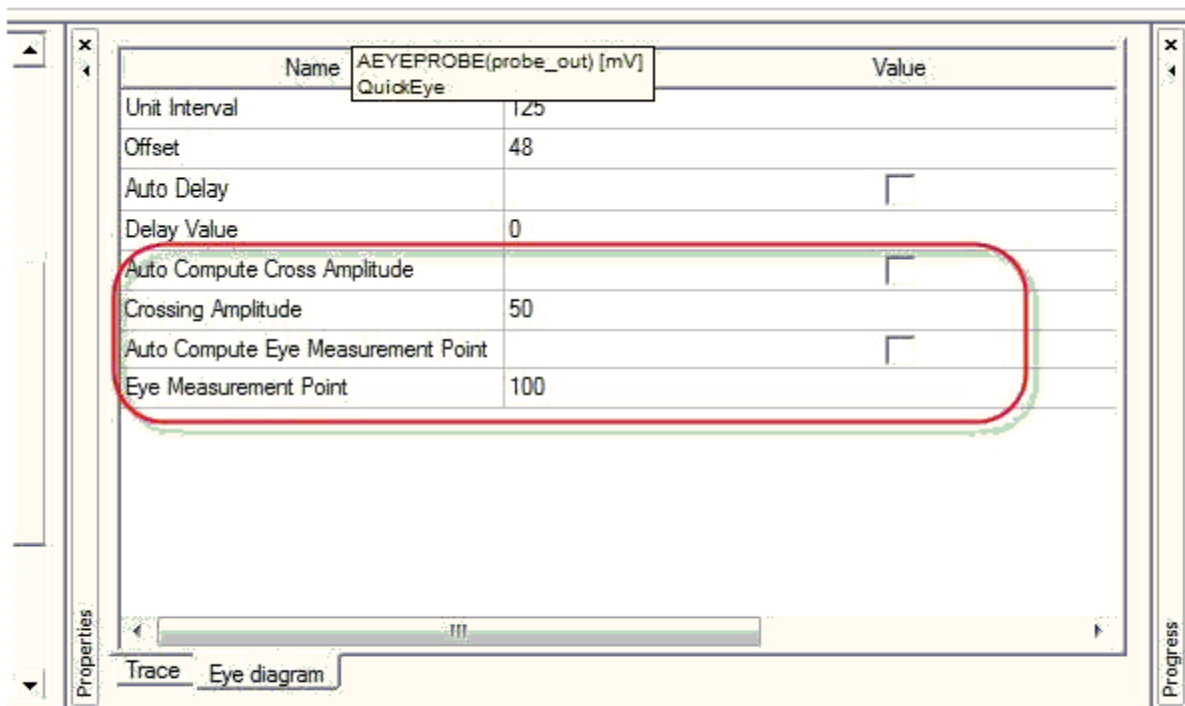 Name
AEYEPROBE(probe_out) [mV]
QuickEye
Value
Unit Interval 125
Offset 48
Auto Delay
Delay Value 0
Auto Compute Cross Amplitude
Crossing Amplitude 50
Auto Compute Eye Measurement Point
Eye Measurement Point 100
Properties
Trace Eye diagram
Progress